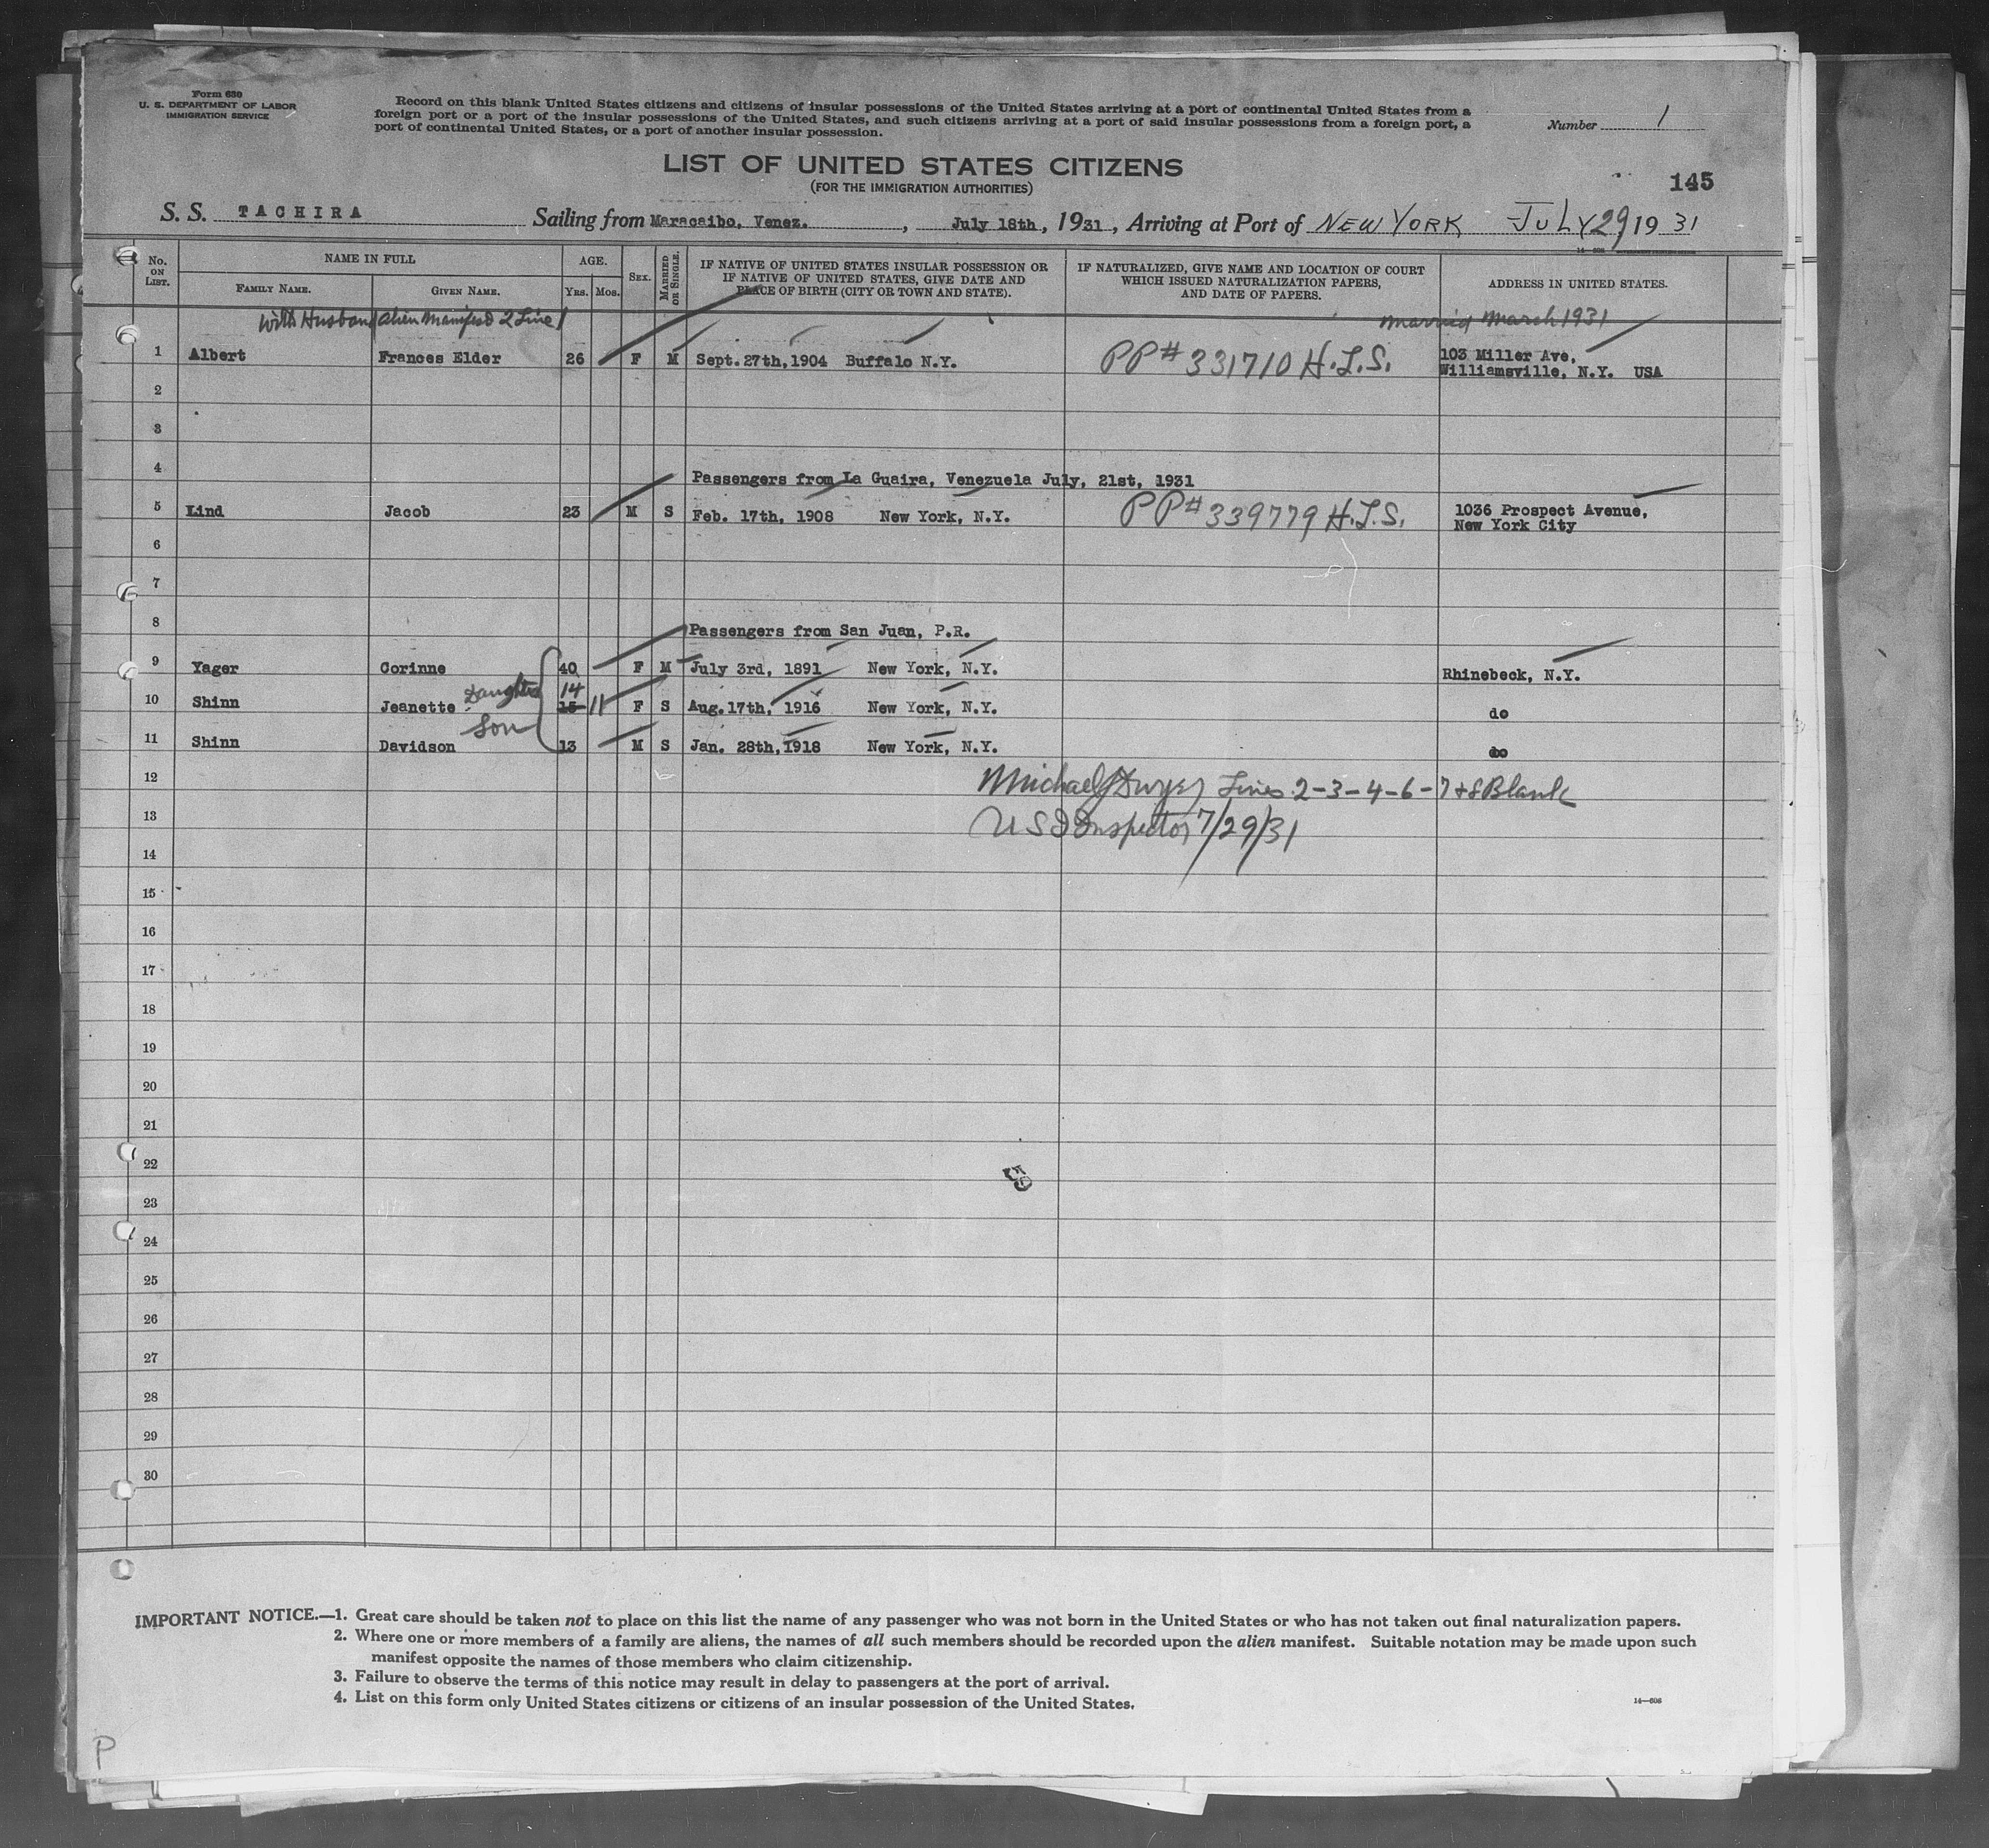 Form 630
U. S. DEPARTMENT OF LABOR
IMMIGRATION SERVICE
Record on this blank United States citizens and citizens of insular possessions of the United States arriving at a port of continental United States from a
foreign port or a port of the insular possessions of the United States, and such citizens arriving at a port of said insular possessions from a foreign port, a
port of continental United States, or a port of another insular possession.
Number 1
LIST OF UNITED STATES CITIZENS
(FOR THE IMMIGRATION AUTHORITIES)
145
S. S. TACHIRA Sailing from Maracaibo, Venez., July 18th, 1931, Arriving at Port of NEW YORK JULY 29 1931
No. ON LIST.
NAME IN FULL
FAMILY NAME.
GIVEN NAME.
AGE.
YRS.
MOS.
SEX.
MARRIED OR SINGLE.
IF NATIVE OF UNITED STATES INSULAR POSSESSION OR
IF NATIVE OF UNITED STATES, GIVE DATE AND
PLACE OF BIRTH (CITY OR TOWN AND STATE).
IF NATURALIZED, GIVE NAME AND LOCATION OF COURT
WHICH ISSUED NATURALIZATION PAPERS,
AND DATE OF PAPERS.
ADDRESS IN UNITED STATES.
With Husband alien Manifest 2 Line 1
Married March 1931
1 Albert Frances Elder 26 F M Sept. 27th, 1904 Buffalo N.Y. PP# 331710 H.I.S. 103 Miller Ave,
Williamsville, N.Y. USA
2
3
4
Passengers from La Guaira, Venezuela July, 21st, 1931
5 Lind Jacob 23 M S Feb. 17th, 1908 New York, N.Y. PP# 339779 H.I.S. 1036 Prospect Avenue,
New York City
6
7
8
Passengers from San Juan, P.R.
9 Yager Corinne 40 F M July 3rd, 1891 New York, N.Y. Rhinebeck, N.Y.
10 Shinn Jeanette Daughter 14 15 11 F S Aug. 17th, 1916 New York, N.Y. do
11 Shinn Davidson Son 13 M S Jan. 28th, 1918 New York, N.Y. do
12 Michael J Dwyer Lines 2-3-4-6-7 & 8 Blank
13 US I Inspector 7/29/31
14
15
16
17
18
19
20
21
22
23
24
25
26
27
28
29
30
IMPORTANT NOTICE.—1. Great care should be taken not to place on this list the name of any passenger who was not born in the United States or who has not taken out final naturalization papers.
2. Where one or more members of a family are aliens, the names of all such members should be recorded upon the alien manifest. Suitable notation may be made upon such
manifest opposite the names of those members who claim citizenship.
3. Failure to observe the terms of this notice may result in delay to passengers at the port of arrival.
4. List on this form only United States citizens or citizens of an insular possession of the United States.
14—606
P